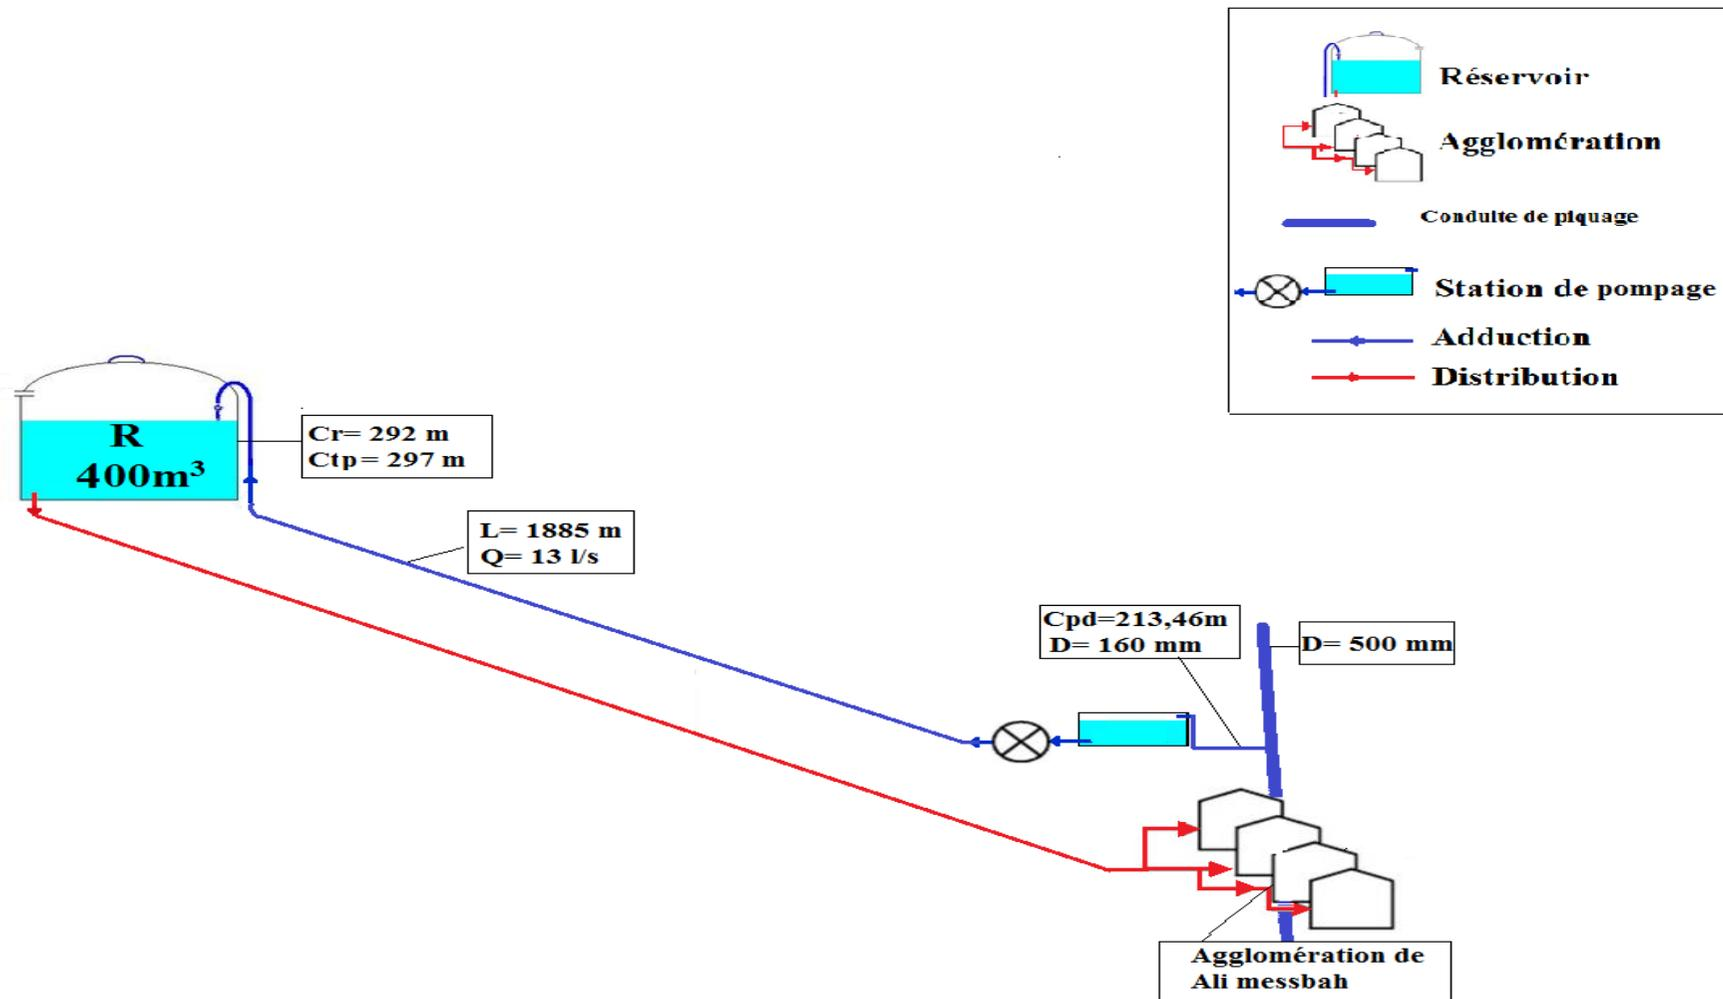 Réservoir
Agglomération
Conduite de piquage
Station de pompage
Adduction
Distribution
R
400m³
Cr= 292 m
Ctp= 297 m
L= 1885 m
Q= 13 l/s
Cpd=213,46m
D= 160 mm
D= 500 mm
Agglomération de
Ali messbah